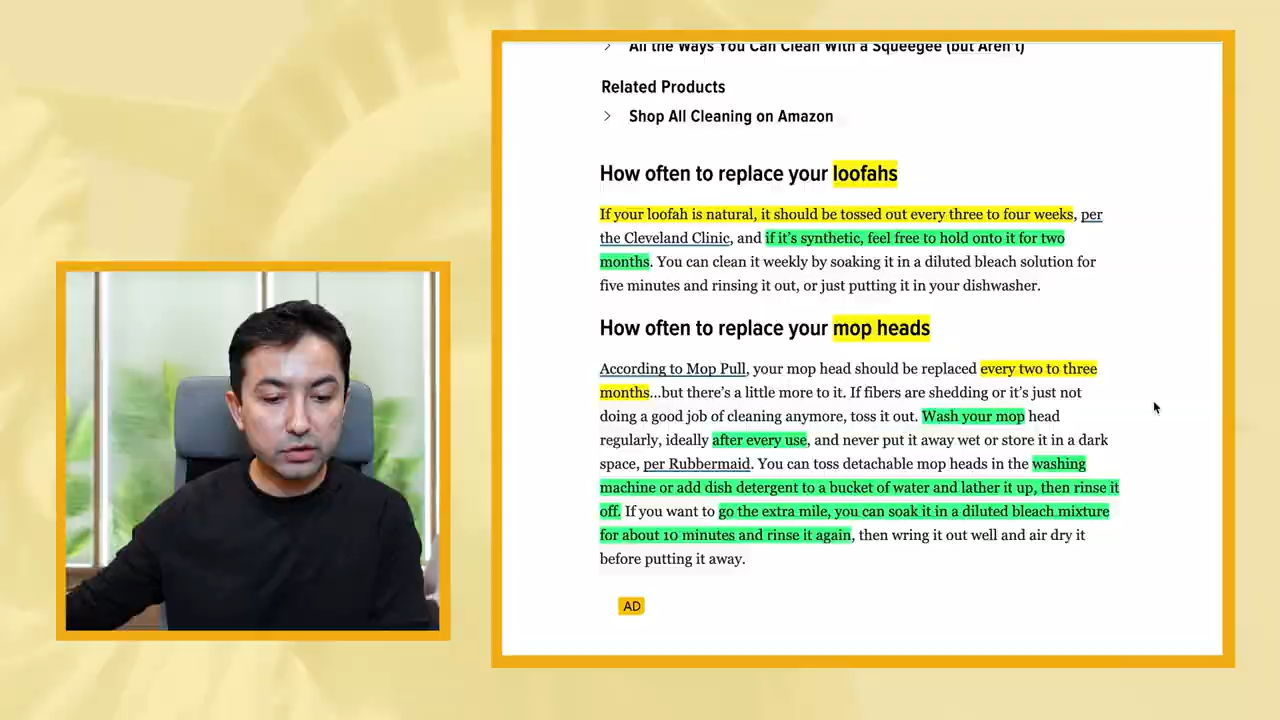 All the Ways You Can Clean With a Squeegee (but Aren't)
Related Products
Shop All Cleaning on Amazon
How often to replace your loofahs
If your loofah is natural, it should be tossed out every three to four weeks, per
the Cleveland Clinic, and if it's synthetic, feel free to hold onto it for two
months. You can clean it weekly by soaking it in a diluted bleach solution for
five minutes and rinsing it out, or just putting it in your dishwasher.
How often to replace your mop heads
According to Mop Pull, your mop head should be replaced every two to three
months...but there's a little more to it. If fibers are shedding or it's just not
doing a good job of cleaning anymore, toss it out. Wash your mop head
regularly, ideally after every use, and never put it away wet or store it in a dark
space, per Rubbermaid. You can toss detachable mop heads in the washing
machine or add dish detergent to a bucket of water and lather it up, then rinse it
off. If you want to go the extra mile, you can soak it in a diluted bleach mixture
for about 10 minutes and rinse it again, then wring it out well and air dry it
before putting it away.
AD